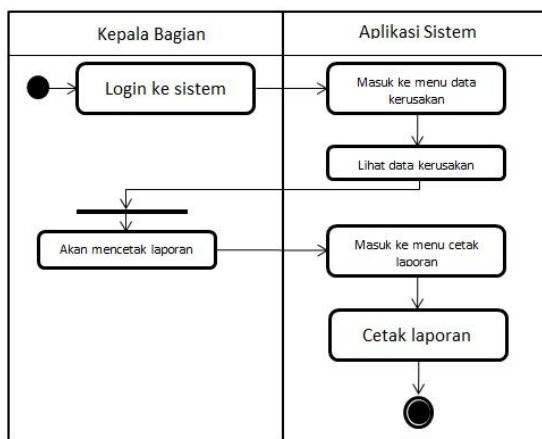 Kepala Bagian
Aplikasi Sistem
Login ke sistem
Masuk ke menu data
kerusakan
Lihat data kerusakan
Akan mencetak laporan
Masuk ke menu cetak
laporan
Cetak laporan